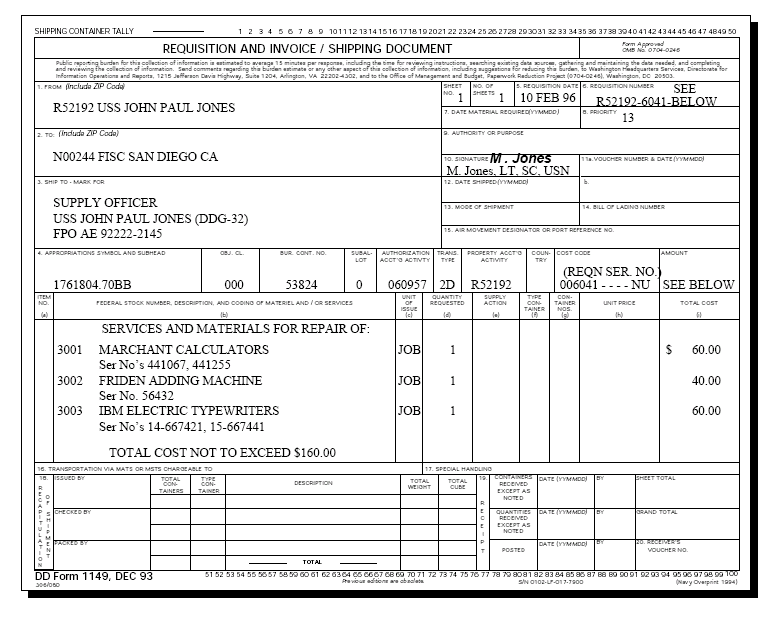 SHIPPING CONTAINER TALLY 1 2 3 4 5 6 7 8 9 10 11 12 13 14 15 16 17 18 19 20 21 22 23 24 25 26 27 28 29 30 31 32 33 34 35 36 37 38 39 40 41 42 43 44 45 46 47 48 49 50
REQUISITION AND INVOICE / SHIPPING DOCUMENT
Form Approved
OMB No. 0704-0246
Public reporting burden for this collection of information is estimated to average 15 minutes per response, including the time for reviewing instructions, searching existing data sources, gathering and maintaining the data needed, and completing
and reviewing the collection of information. Send comments regarding this burden estimate or any other aspect of this collection of information, including suggestions for reducing this burden, to Washington Headquarters Services, Directorate for
Information Operations and Reports, 1215 Jefferson Davis Highway, Suite 1204, Arlington, VA 22202-4302, and to the Office of Management and Budget, Paperwork Reduction Project (0704-0246), Washington, DC 20503.
1. FROM (Include ZIP Code)
R52192 USS JOHN PAUL JONES
SHEET NO. 1
NO. OF SHEETS 1
5. REQUISITION DATE
10 FEB 96
6. REQUISITION NUMBER SEE
R52192-6041-BELOW
7. DATE MATERIAL REQUIRED(YYMMDD)
8. PRIORITY
13
2. TO: (Include ZIP Code)
N00244 FISC SAN DIEGO CA
9. AUTHORITY OR PURPOSE
10. SIGNATURE M. Jones
M. Jones, LT, SC, USN
11a.VOUCHER NUMBER & DATE(YYMMDD)
b.
3. SHIP TO - MARK FOR
SUPPLY OFFICER
USS JOHN PAUL JONES (DDG-32)
FPO AE 92222-2145
12. DATE SHIPPED(YYMMDD)
13. MODE OF SHIPMENT
14. BILL OF LADING NUMBER
15. AIR MOVEMENT DESIGNATOR OR PORT REFERENCE NO.
4. APPROPRIATIONS SYMBOL AND SUBHEAD
OBJ. CL.
BUR. CONT. NO.
SUBAL-
LOT
AUTHORIZATION
ACCT'G ACTIVTY
TRANS.
TYPE
PROPERTY ACCT'G
ACTIVITY
COUN-
TRY
COST CODE
AMOUNT
(REQN SER. NO.)
1761804.70BB 000 53824 0 060957 2D R52192 006041 - - - - NU SEE BELOW
ITEM
NO.
(a)
FEDERAL STOCK NUMBER, DESCRIPTION, AND CODING OF MATERIEL AND / OR SERVICES
(b)
UNIT
OF
ISSUE
(c)
QUANTITY
REQUESTED
(d)
SUPPLY
ACTION
(e)
TYPE
CON-
TAINER
(f)
CON-
TAINER
NOS.
(g)
UNIT PRICE
(h)
TOTAL COST
(i)
SERVICES AND MATERIALS FOR REPAIR OF:
3001 MARCHANT CALCULATORS JOB 1 $ 60.00
Ser No's 441067, 441255
3002 FRIDEN ADDING MACHINE JOB 1 40.00
Ser No. 56432
3003 IBM ELECTRIC TYPEWRITERS JOB 1 60.00
Ser No's 14-667421, 15-667441
TOTAL COST NOT TO EXCEED $160.00
16. TRANSPORTATION VIA MATS OR MSTS CHARGEABLE TO
17. SPECIAL HANDLING
18.
RECAPITULATION
OF SHIPMENT
ISSUED BY
TOTAL
CON-
TAINERS
TYPE
CON-
TAINER
DESCRIPTION
TOTAL
WEIGHT
TOTAL
CUBE
19.
RECEIPT
CONTAINERS
RECEIVED
EXCEPT AS
NOTED
DATE (YYMMDD)
BY
SHEET TOTAL
CHECKED BY
QUANTITIES
RECEIVED
EXCEPT AS
NOTED
DATE (YYMMDD)
BY
GRAND TOTAL
PACKED BY
TOTAL
POSTED
DATE (YYMMDD)
BY
20. RECEIVER'S
VOUCHER NO.
DD Form 1149, DEC 93 51 52 53 54 55 56 57 58 59 60 61 62 63 64 65 66 67 68 69 70 71 72 73 74 75 76 77 78 79 80 81 82 83 84 85 86 87 88 89 90 91 92 93 94 95 96 97 98 99 100
Previous editions are obsolete.
S/N 0102-LF-017-7900
(Navy Overprint 1994)